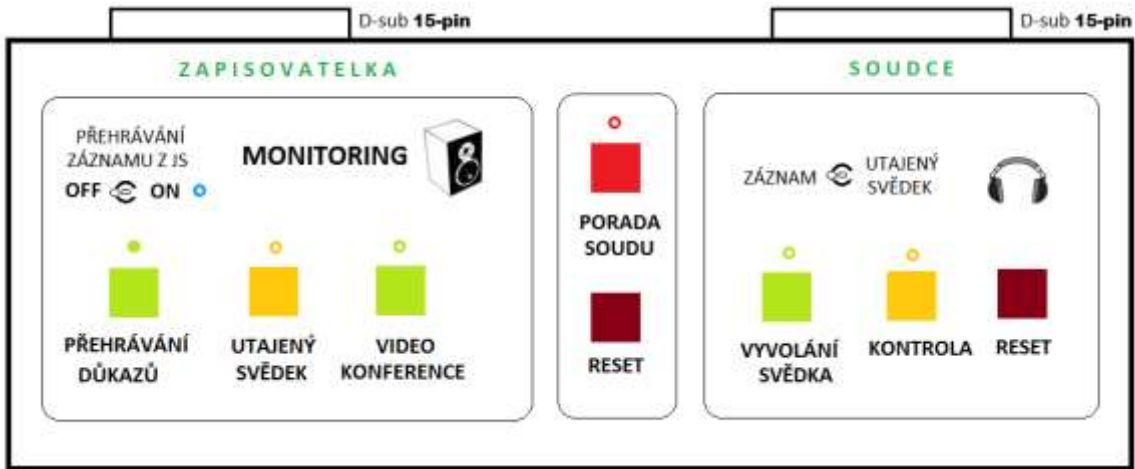 D-sub 15-pin
D-sub 15-pin
ZAPISOVATELKA
SOUDCE
PŘEHRÁVÁNÍ
ZÁZNAMU Z JS
OFF ON
MONITORING
PŘEHRÁVÁNÍ
DŮKAZŮ
UTAJENÝ
SVĚDEK
VIDEO
KONFERENCE
PORADA
SOUDU
RESET
ZÁZNAM
UTAJENÝ
SVĚDEK
VYVOLÁNÍ
SVĚDKA
KONTROLA
RESET